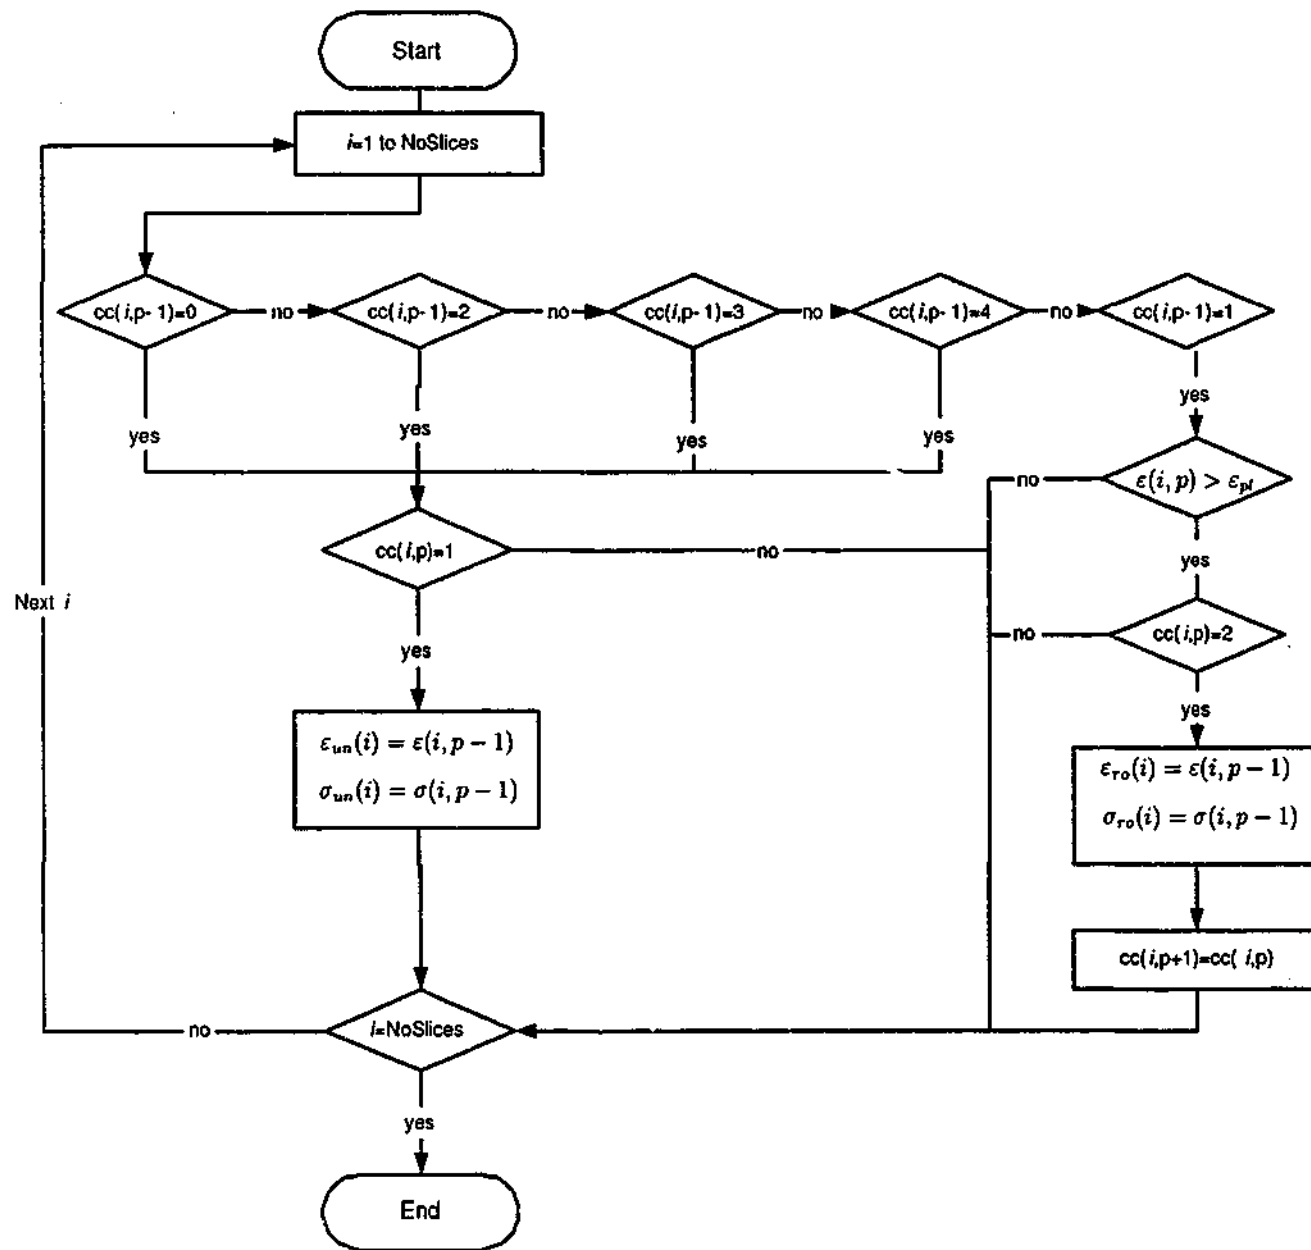 Start
i=1 to NoSlices
cc(i,p-1)=0
no
cc(i,p-1)=2
no
cc(i,p-1)=3
no
cc(i,p-1)=4
no
cc(i,p-1)=1
yes
yes
yes
yes
yes
ε(i, p) > ε_pl
no
cc(i,p)=1
no
yes
Next i
cc(i,p)=2
no
yes
yes
ε_un(i) = ε(i, p − 1)
σ_un(i) = σ(i, p − 1)
ε_ro(i) = ε(i, p − 1)
σ_ro(i) = σ(i, p − 1)
cc(i,p+1)=cc( i,p)
i=NoSlices
no
yes
End